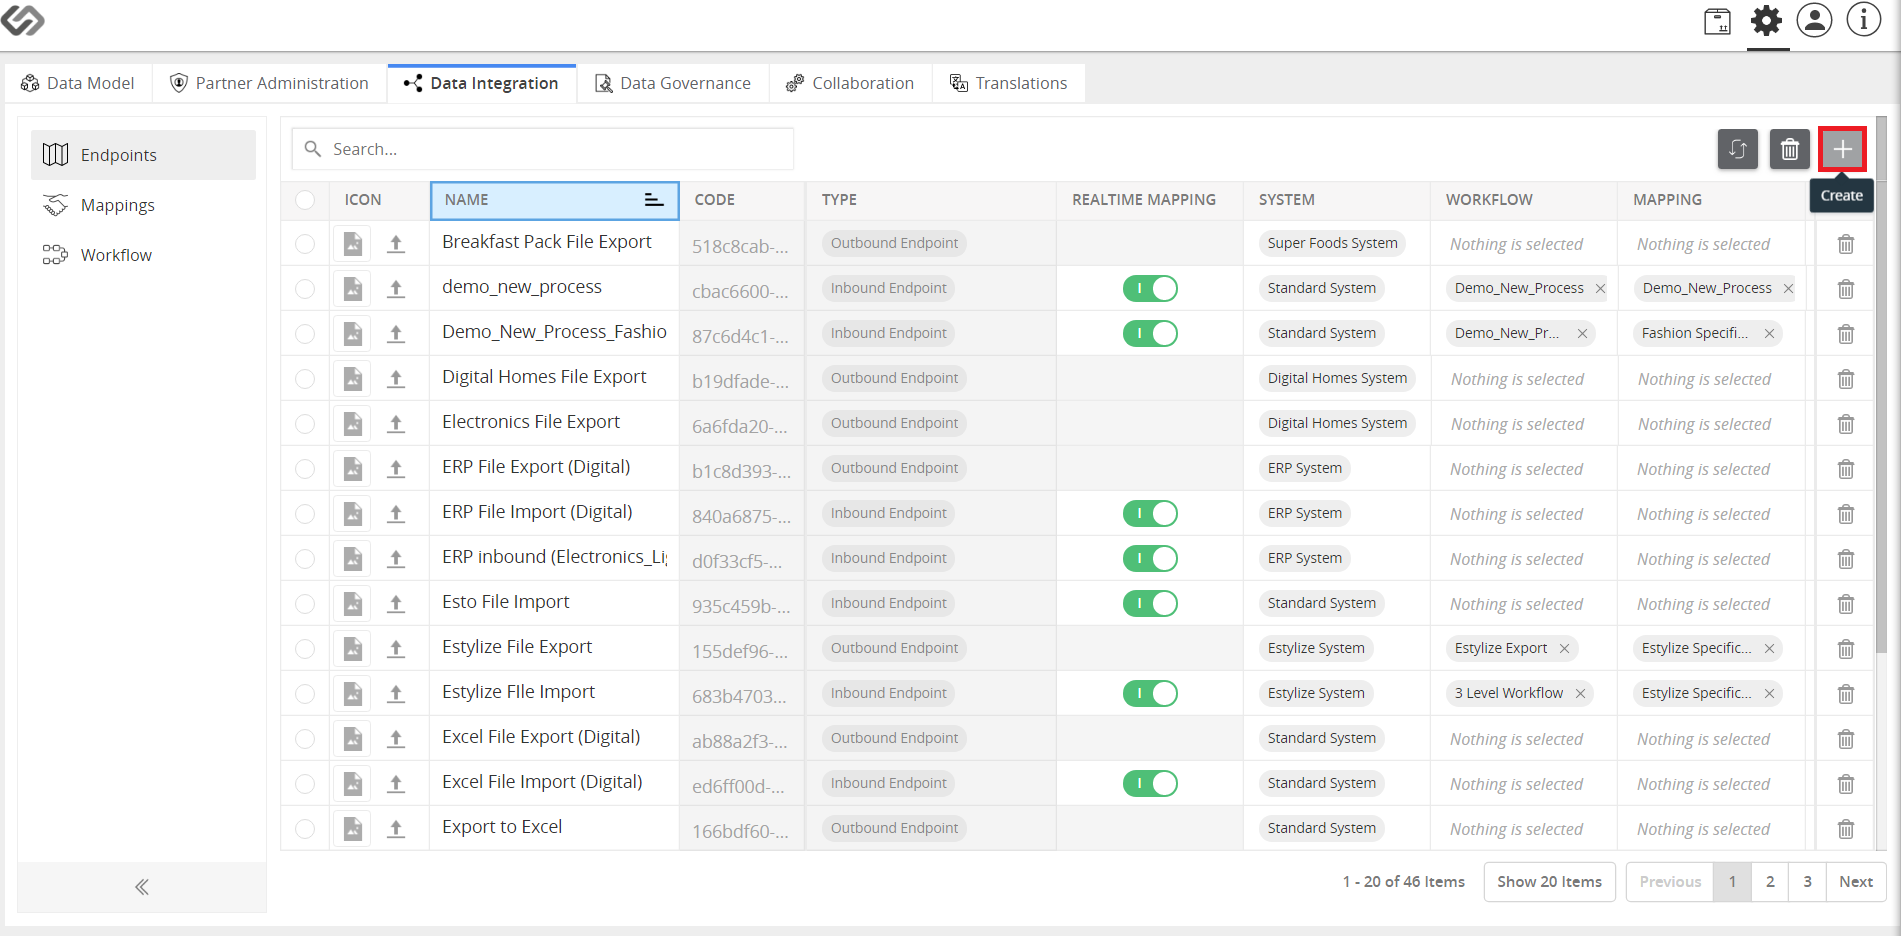 Data Model
Partner Administration
Data Integration
Data Governance
Collaboration
Translations
Endpoints
Mappings
Workflow
Search...
Create
ICON NAME CODE TYPE REALTIME MAPPING SYSTEM WORKFLOW MAPPING
Breakfast Pack File Export 518c8cab-... Outbound Endpoint Super Foods System Nothing is selected Nothing is selected
demo_new_process cbac6600-... Inbound Endpoint Standard System Demo_New_Process Demo_New_Process
Demo_New_Process_Fashio 87c6d4c1-... Inbound Endpoint Standard System Demo_New_Pr... Fashion Specifi...
Digital Homes File Export b19dfade-... Outbound Endpoint Digital Homes System Nothing is selected Nothing is selected
Electronics File Export 6a6fda20-... Outbound Endpoint Digital Homes System Nothing is selected Nothing is selected
ERP File Export (Digital) b1c8d393-... Outbound Endpoint ERP System Nothing is selected Nothing is selected
ERP File Import (Digital) 840a6875-... Inbound Endpoint ERP System Nothing is selected Nothing is selected
ERP inbound (Electronics_Li d0f33cf5-... Inbound Endpoint ERP System Nothing is selected Nothing is selected
Esto File Import 935c459b-... Inbound Endpoint Standard System Nothing is selected Nothing is selected
Estylize File Export 155def96-... Outbound Endpoint Estylize System Estylize Export Estylize Specific...
Estylize FIle Import 683b4703... Inbound Endpoint Estylize System 3 Level Workflow Estylize Specific...
Excel File Export (Digital) ab88a2f3-... Outbound Endpoint Standard System Nothing is selected Nothing is selected
Excel File Import (Digital) ed6ff00d-... Inbound Endpoint Standard System Nothing is selected Nothing is selected
Export to Excel 166bdf60-... Outbound Endpoint Standard System Nothing is selected Nothing is selected
1 - 20 of 46 Items Show 20 Items Previous 1 2 3 Next